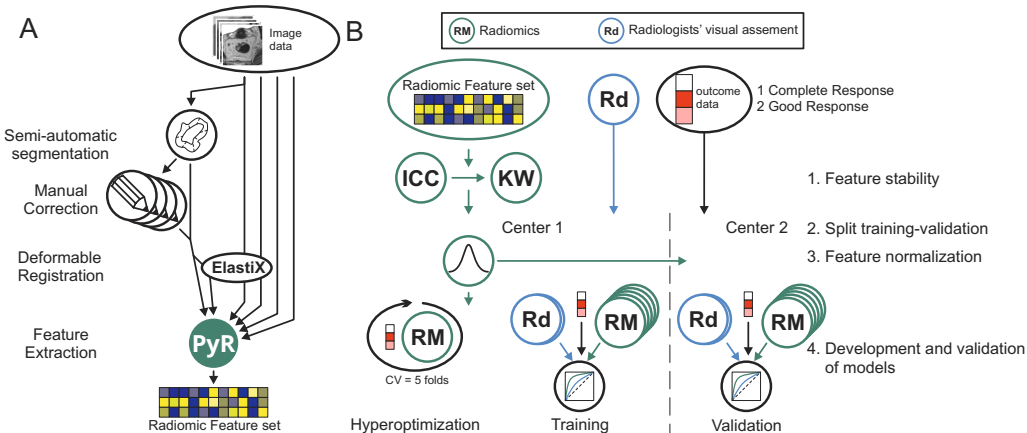 A
Image
data
Semi-automatic
segmentation
Manual
Correction
Deformable
Registration
ElastiX
Feature
Extraction
PyR
Radiomic Feature set
B
RM Radiomics
Rd Radiologists' visual assement
Radiomic Feature set
Rd
outcome
data
1 Complete Response
2 Good Response
ICC
KW
1. Feature stability
Center 1
Center 2
2. Split training-validation
3. Feature normalization
RM
CV = 5 folds
Rd
RM
Rd
RM
4. Development and validation
of models
Hyperoptimization
Training
Validation